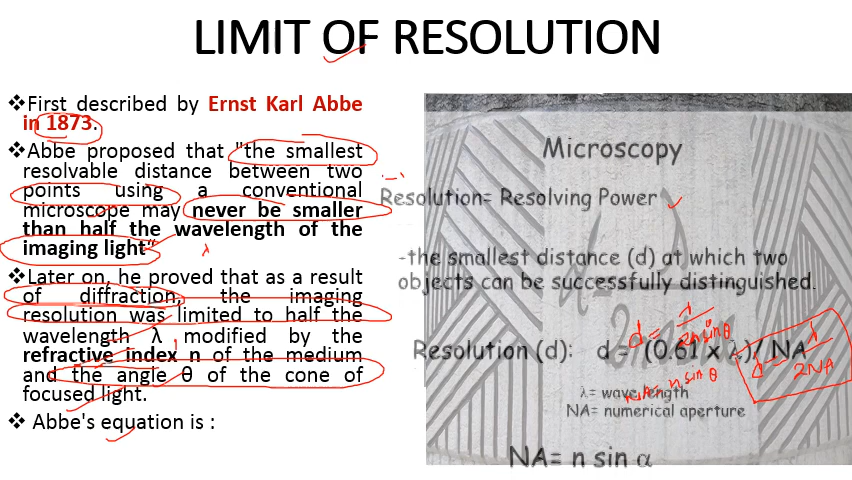 LIMIT OF RESOLUTION
❖First described by Ernst Karl Abbe
in 1873.
❖Abbe proposed that "the smallest
resolvable distance between two
points using a conventional
microscope may never be smaller
than half the wavelength of the
imaging light“
λ
❖Later on, he proved that as a result
of diffraction, the imaging
resolution was limited to half the
wavelength λ, modified by the
refractive index n of the medium
and the angle θ of the cone of
focused light.
❖ Abbe's equation is :
Microscopy
Resolution= Resolving Power
-the smallest distance (d) at which two
objects can be successfully distinguished.
d = λ / 2n sin θ
Resolution (d): d = (0.61 x λ)/ NA
d = λ / 2NA
NA = n sin θ
λ= wave length
NA= numerical aperture
NA= n sin α